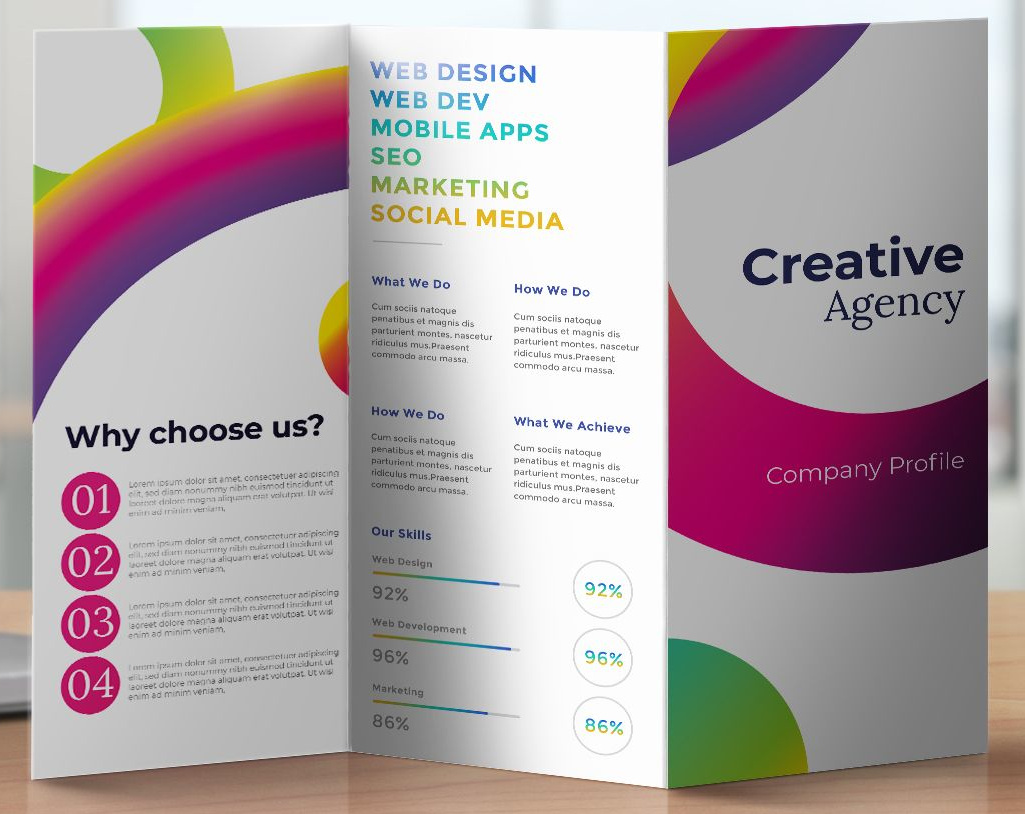 Why choose us?
01
Lorem ipsum dolor sit amet, consectetuer adipiscing
elit, sed diam nonummy nibh euismod tincidunt ut
laoreet dolore magna aliquam erat volutpat. Ut wisi
enim ad minim veniam,
02
Lorem ipsum dolor sit amet, consectetuer adipiscing
elit, sed diam nonummy nibh euismod tincidunt ut
laoreet dolore magna aliquam erat volutpat. Ut wisi
enim ad minim veniam,
03
Lorem ipsum dolor sit amet, consectetuer adipiscing
elit, sed diam nonummy nibh euismod tincidunt ut
laoreet dolore magna aliquam erat volutpat. Ut wisi
enim ad minim veniam,
04
Lorem ipsum dolor sit amet, consectetuer adipiscing
elit, sed diam nonummy nibh euismod tincidunt ut
laoreet dolore magna aliquam erat volutpat. Ut wisi
enim ad minim veniam,
WEB DESIGN
WEB DEV
MOBILE APPS
SEO
MARKETING
SOCIAL MEDIA
What We Do
Cum sociis natoque
penatibus et magnis dis
parturient montes, nascetur
ridiculus mus.Praesent
commodo arcu massa.
How We Do
Cum sociis natoque
penatibus et magnis dis
parturient montes, nascetur
ridiculus mus.Praesent
commodo arcu massa.
How We Do
Cum sociis natoque
penatibus et magnis dis
parturient montes, nascetur
ridiculus mus.Praesent
commodo arcu massa.
What We Achieve
Cum sociis natoque
penatibus et magnis dis
parturient montes, nascetur
ridiculus mus.Praesent
commodo arcu massa.
Our Skills
Web Design
92%
92%
Web Development
96%
96%
Marketing
86%
86%
Creative
Agency
Company Profile